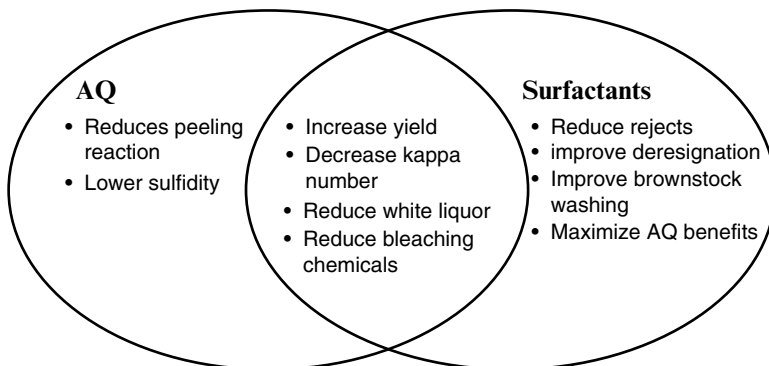 AQ
• Reduces peeling
reaction
• Lower sulfidity
• Increase yield
• Decrease kappa
number
• Reduce white liquor
• Reduce bleaching
chemicals
Surfactants
• Reduce rejects
• improve deresignation
• Improve brownstock
washing
• Maximize AQ benefits